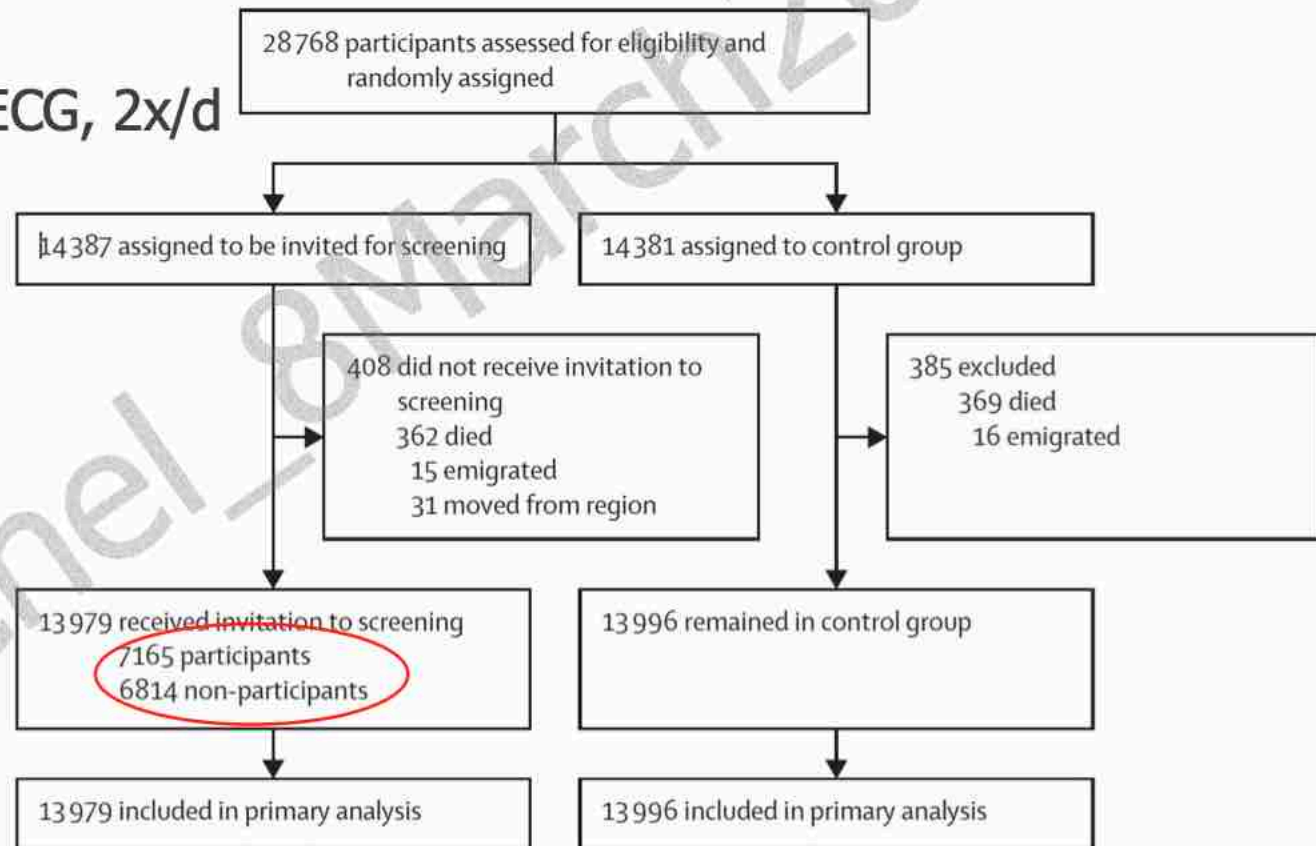 28768 participants assessed for eligibility and
randomly assigned
ECG, 2x/d
14387 assigned to be invited for screening
14381 assigned to control group
408 did not receive invitation to
screening
362 died
15 emigrated
31 moved from region
385 excluded
369 died
16 emigrated
13979 received invitation to screening
7165 participants
6814 non-participants
13996 remained in control group
13979 included in primary analysis
13996 included in primary analysis